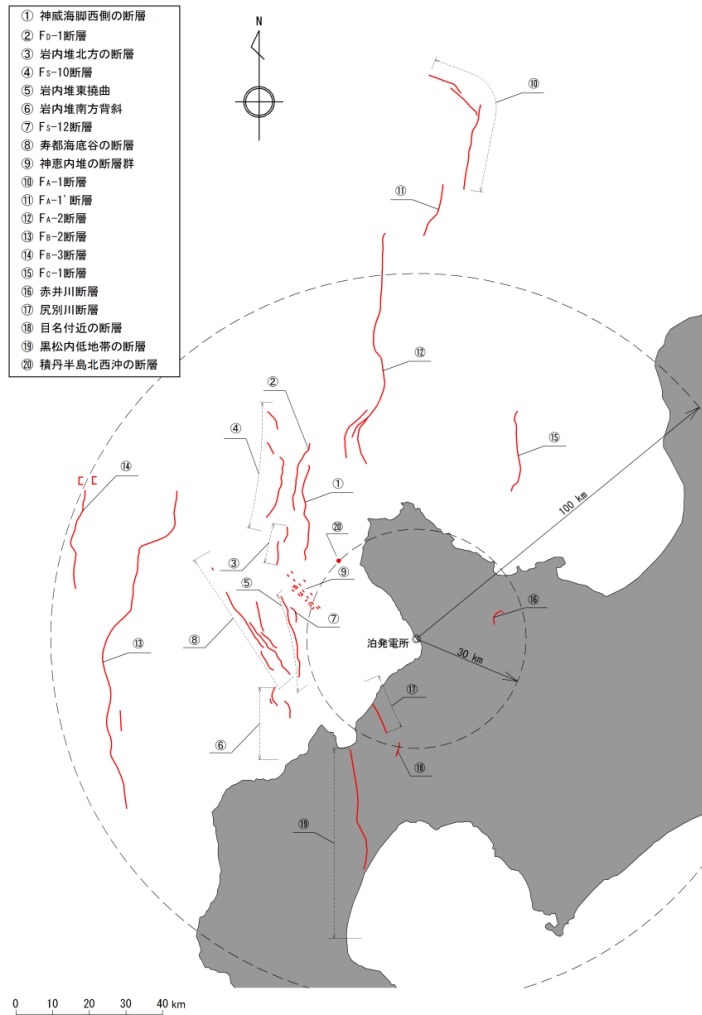 ① 神威海脚西側の断層
② FD-1断層
③ 岩内堆北方の断層
④ FS-10断層
⑤ 岩内堆東撓曲
⑥ 岩内堆南方背斜
⑦ FS-12断層
⑧ 寿都海底谷の断層
⑨ 神恵内堆の断層群
⑩ FA-1断層
⑪ FA-1'断層
⑫ FA-2断層
⑬ FB-2断層
⑭ FB-3断層
⑮ FC-1断層
⑯ 赤井川断層
⑰ 尻別川断層
⑱ 目名付近の断層
⑲ 黒松内低地帯の断層
⑳ 積丹半島北西沖の断層
N
⑩
⑪
⑫
②
④
⑮
⑭
①
100 km
⑳
③
⑨
⑤
⑯
⑦
⑧
泊発電所
30 km
⑬
⑰
⑥
⑱
⑲
0 10 20 30 40 km